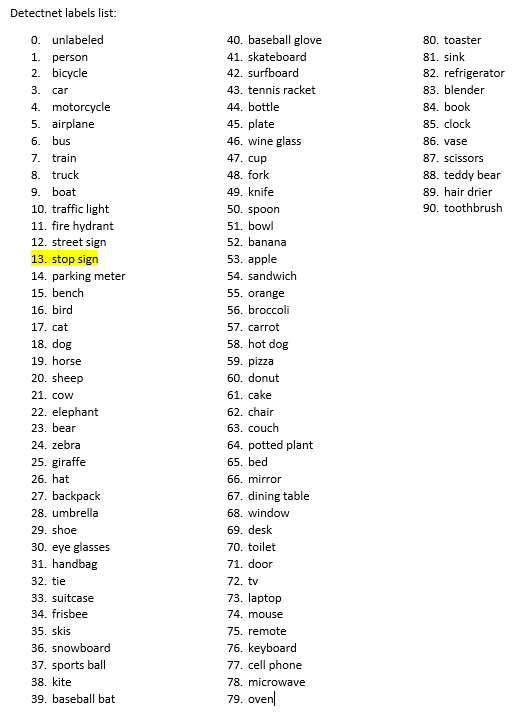 Detectnet labels list:
0. unlabeled
1. person
2. bicycle
3. car
4. motorcycle
5. airplane
6. bus
7. train
8. truck
9. boat
10. traffic light
11. fire hydrant
12. street sign
13. stop sign
14. parking meter
15. bench
16. bird
17. cat
18. dog
19. horse
20. sheep
21. cow
22. elephant
23. bear
24. zebra
25. giraffe
26. hat
27. backpack
28. umbrella
29. shoe
30. eye glasses
31. handbag
32. tie
33. suitcase
34. frisbee
35. skis
36. snowboard
37. sports ball
38. kite
39. baseball bat
40. baseball glove
41. skateboard
42. surfboard
43. tennis racket
44. bottle
45. plate
46. wine glass
47. cup
48. fork
49. knife
50. spoon
51. bowl
52. banana
53. apple
54. sandwich
55. orange
56. broccoli
57. carrot
58. hot dog
59. pizza
60. donut
61. cake
62. chair
63. couch
64. potted plant
65. bed
66. mirror
67. dining table
68. window
69. desk
70. toilet
71. door
72. tv
73. laptop
74. mouse
75. remote
76. keyboard
77. cell phone
78. microwave
79. oven
80. toaster
81. sink
82. refrigerator
83. blender
84. book
85. clock
86. vase
87. scissors
88. teddy bear
89. hair drier
90. toothbrush